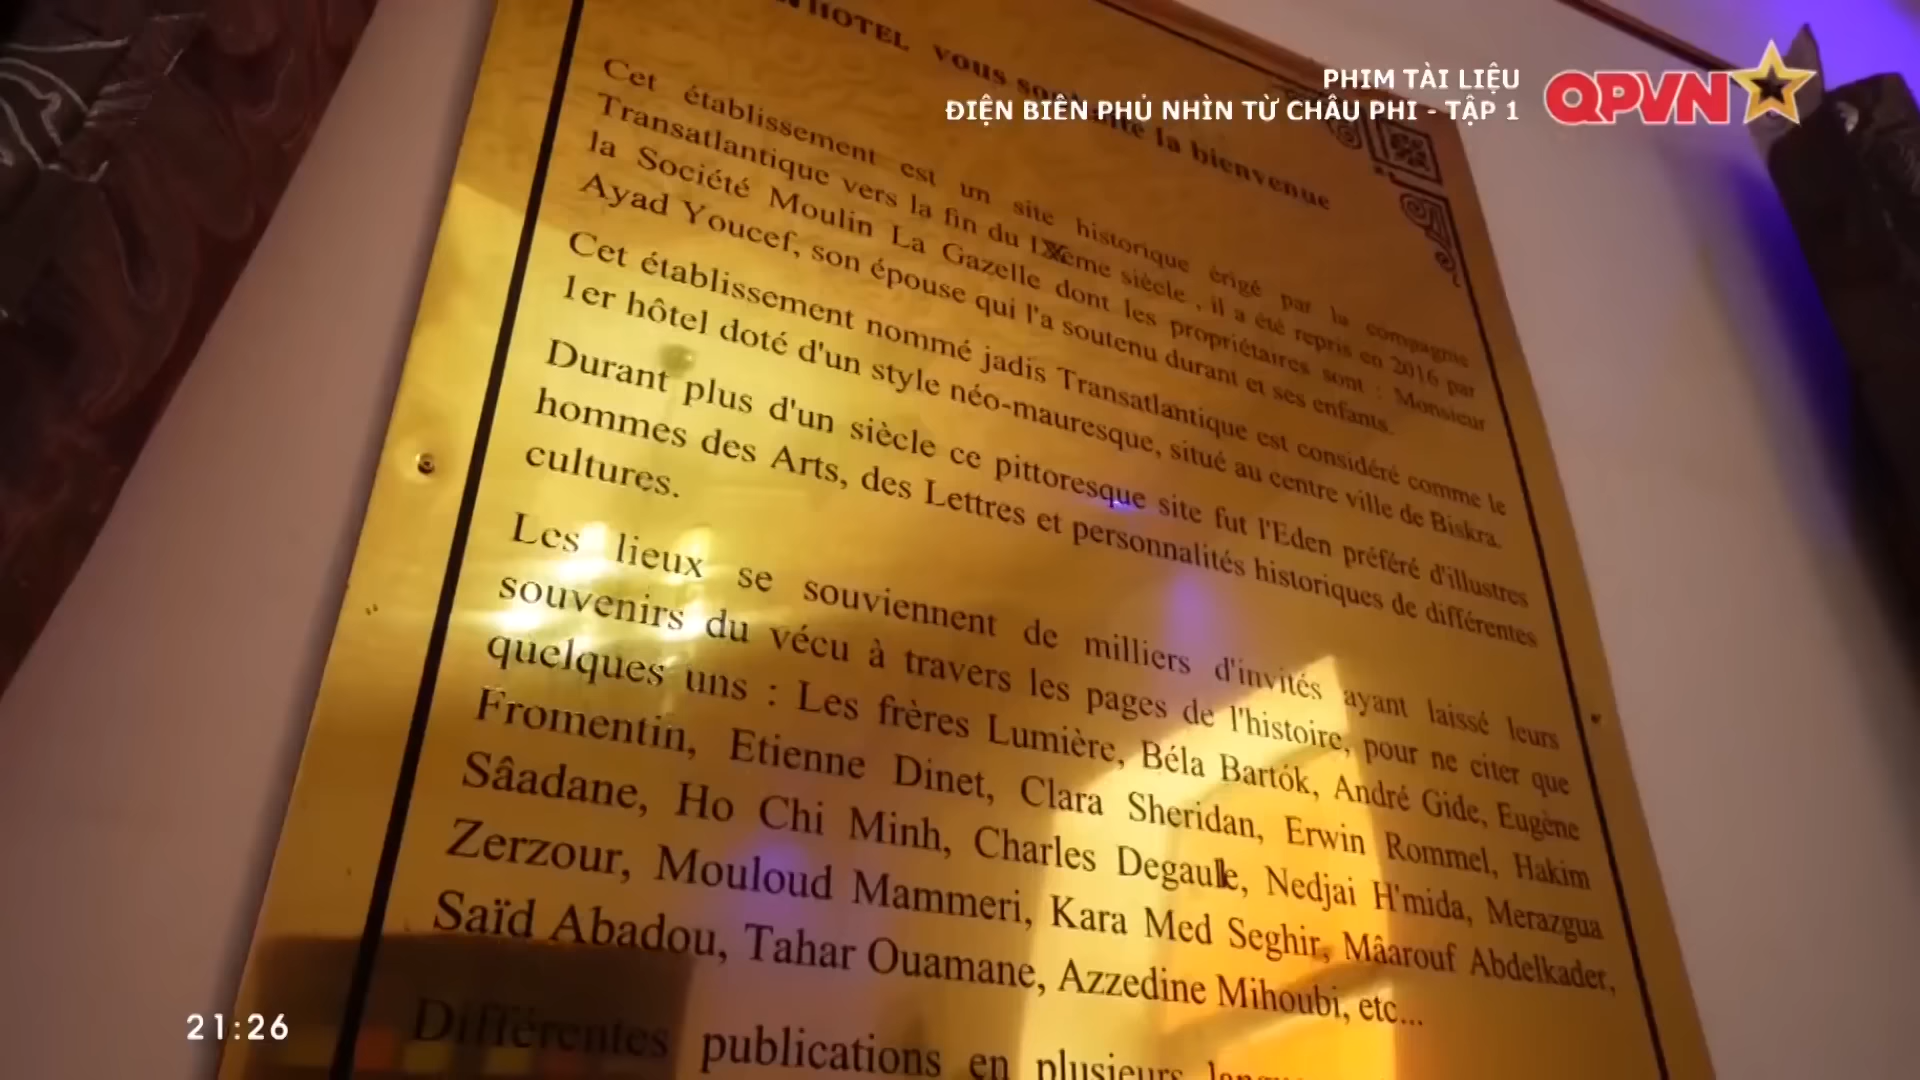 PHIM TÀI LIỆU
ĐIỆN BIÊN PHỦ NHÌN TỪ CHÂU PHI - TẬP 1
QPVN
HOTEL vous la bienvenue
Cet établissement est un site historique érigé par la compagnie
Transatlantique vers la fin du IXXème siècle , il a été repris en 2016 par
la Société Moulin La Gazelle dont les propriétaires sont : Monsieur
Ayad Youcef, son épouse qui l'a soutenu durant et ses enfants.
Cet établissement nommé jadis Transatlantique est considéré comme le
1er hôtel doté d'un style néo-mauresque, situé au centre ville de Biskra.
Durant plus d'un siècle ce pittoresque site fut l'Eden préféré d'illustres
hommes des Arts, des Lettres et personnalités historiques de différentes
cultures.
Les lieux se souviennent de milliers d'invités ayant laissé leurs
souvenirs du vécu à travers les pages de l'histoire, pour ne citer que
quelques uns : Les frères Lumière, Béla Bartók, André Gide, Eugène
Fromentin, Etienne Dinet, Clara Sheridan, Erwin Rommel, Hakim
Sâadane, Ho Chi Minh, Charles Degaulle, Nedjai H'mida, Merazgua
Zerzour, Mouloud Mammeri, Kara Med Seghir, Mâarouf Abdelkader,
Saïd Abadou, Tahar Ouamane, Azzedine Mihoubi, etc...
Différentes publications en plusieurs
21:26